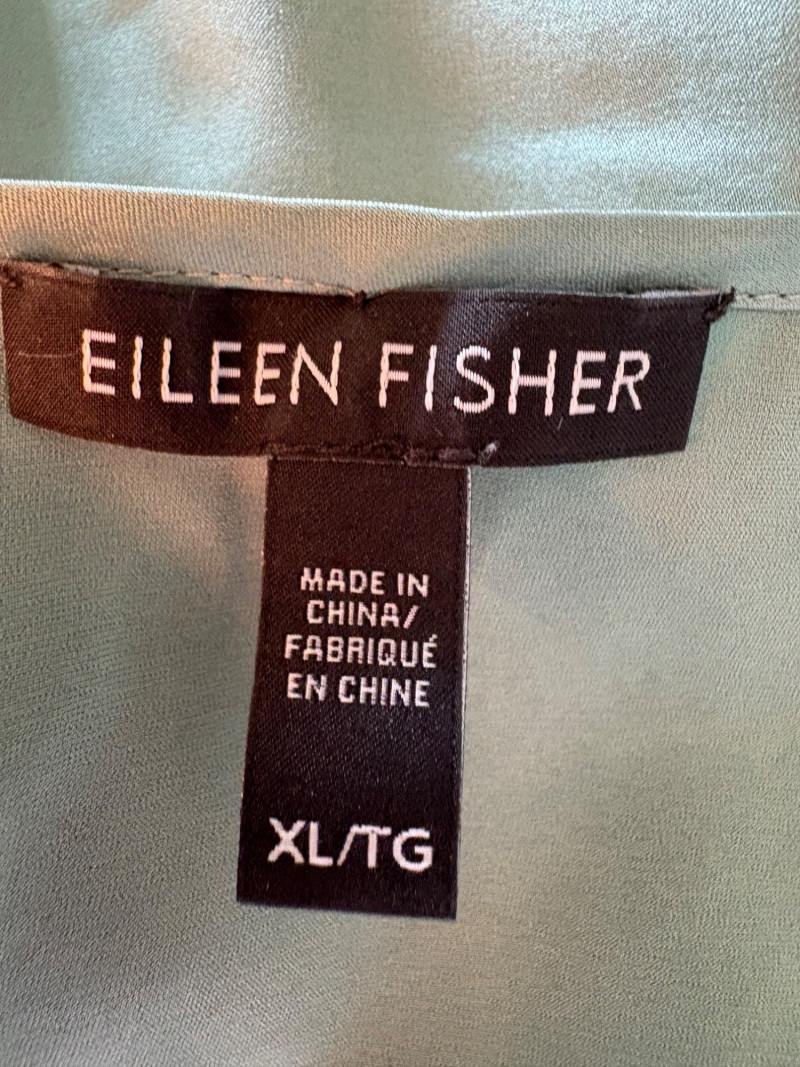 EILEEN FISHER
MADE IN
CHINA/
FABRIQUÉ
EN CHINE
XL/TG